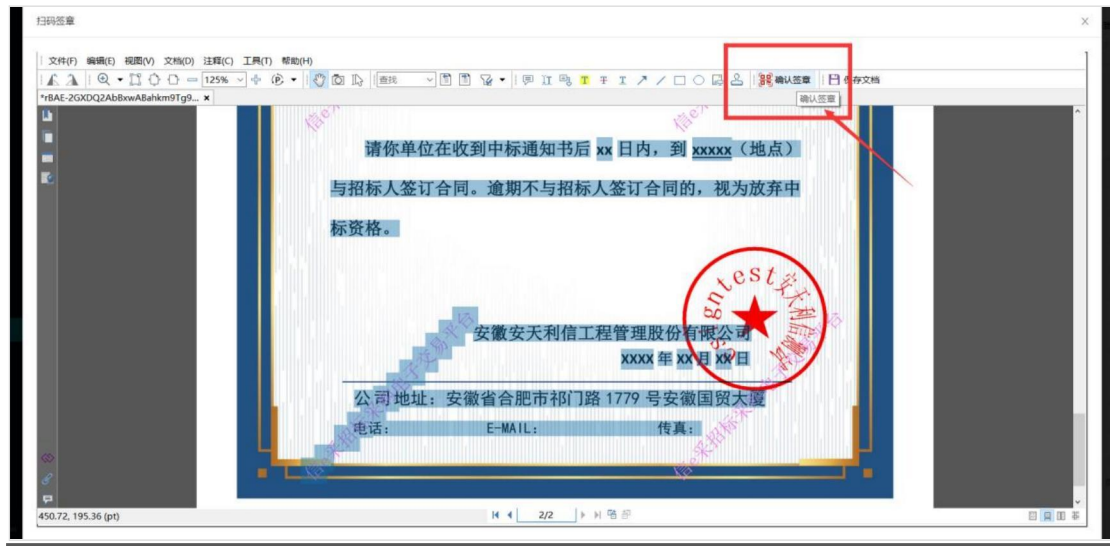 扫码签章
文件(F) 编辑(E) 视图(V) 文档(D) 注释(C) 工具(T) 帮助(H)
125% 查找 确认签章 保存文档
*rBAE-2GXDQ2AbBxwABahkm9Tg9...
确认签章
请你单位在收到中标通知书后 xx 日内，到 xxxxx（地点）
与招标人签订合同。逾期不与招标人签订合同的，视为放弃中
标资格。
安徽安天利信工程管理股份有限公司
xxxx 年 xx 月 xx 日
公司地址：安徽省合肥市祁门路 1779 号安徽国贸大厦
电话： E-MAIL： 传真：
450.72, 195.36 (pt) 2/2